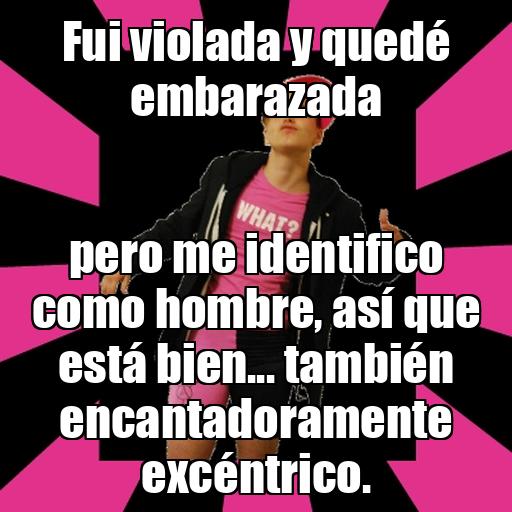 Fui violada y quedé
embarazada
WHAT?
pero me identifico
como hombre, así que
está bien... también
encantadoramente
excéntrico.